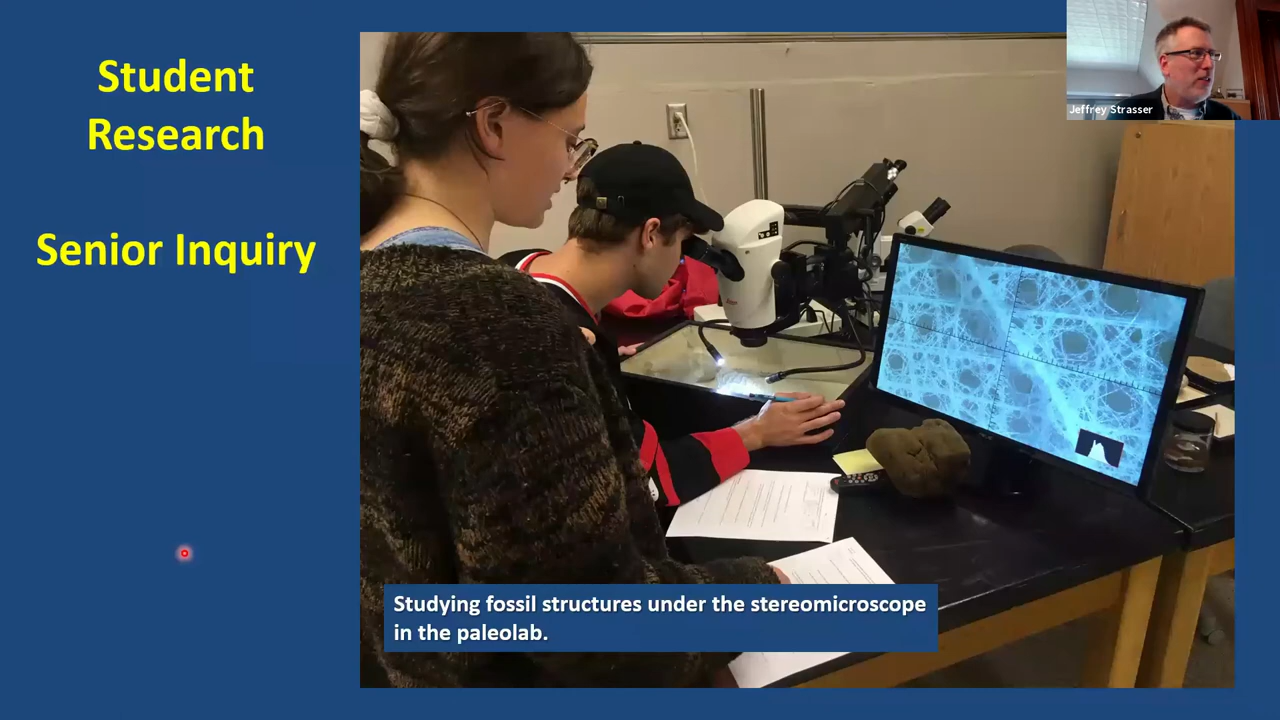 Student
Research
Senior Inquiry
Jeffrey Strasser
Studying fossil structures under the stereomicroscope
in the paleolab.